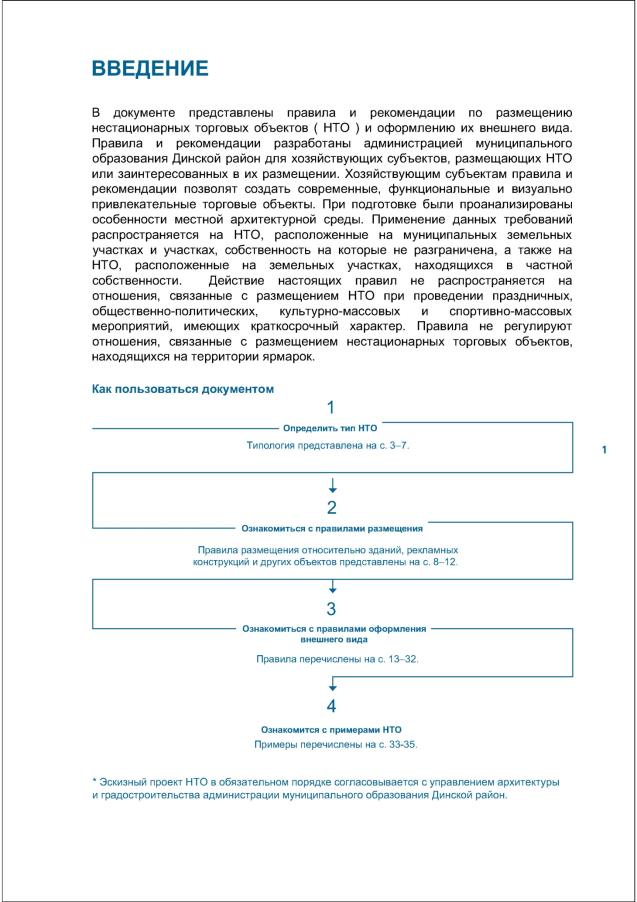 ВВЕДЕНИЕ
В документе представлены правила и рекомендации по размещению
нестационарных торговых объектов ( НТО ) и оформлению их внешнего вида.
Правила и рекомендации разработаны администрацией муниципального
образования Динской район для хозяйствующих субъектов, размещающих НТО
или заинтересованных в их размещении. Хозяйствующим субъектам правила и
рекомендации позволят создать современные, функциональные и визуально
привлекательные торговые объекты. При подготовке были проанализированы
особенности местной архитектурной среды. Применение данных требований
распространяется на НТО, расположенные на муниципальных земельных
участках и участках, собственность на которые не разграничена, а также на
НТО, расположенные на земельных участках, находящихся в частной
собственности. Действие настоящих правил не распространяется на
отношения, связанные с размещением НТО при проведении праздничных,
общественно-политических, культурно-массовых и спортивно-массовых
мероприятий, имеющих краткосрочный характер. Правила не регулируют
отношения, связанные с размещением нестационарных торговых объектов,
находящихся на территории ярмарок.
Как пользоваться документом
1
Определить тип НТО
Типология представлена на с. 3–7.
1
2
Ознакомиться с правилами размещения
Правила размещения относительно зданий, рекламных
конструкций и других объектов представлены на с. 8–12.
3
Ознакомиться с правилами оформления
внешнего вида
Правила перечислены на с. 13–32.
4
Ознакомится с примерами НТО
Примеры перечислены на с. 33-35.
* Эскизный проект НТО в обязательном порядке согласовывается с управлением архитектуры
и градостроительства администрации муниципального образования Динской район.